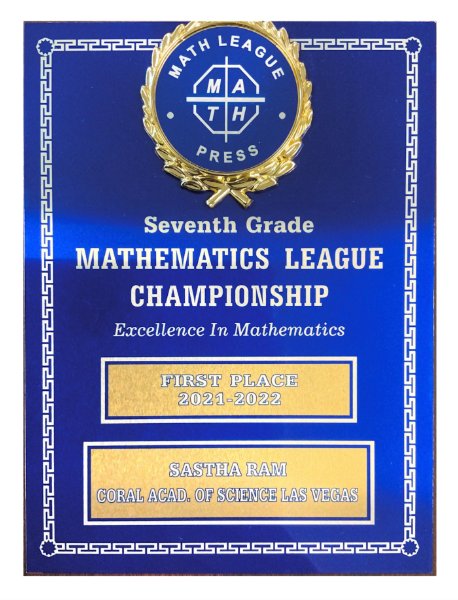 MATH LEAGUE
M A
T H
PRESS
Seventh Grade
MATHEMATICS LEAGUE
CHAMPIONSHIP
Excellence In Mathematics
FIRST PLACE
2021-2022
SASTHA RAM
CORAL ACAD. OF SCIENCE LAS VEGAS